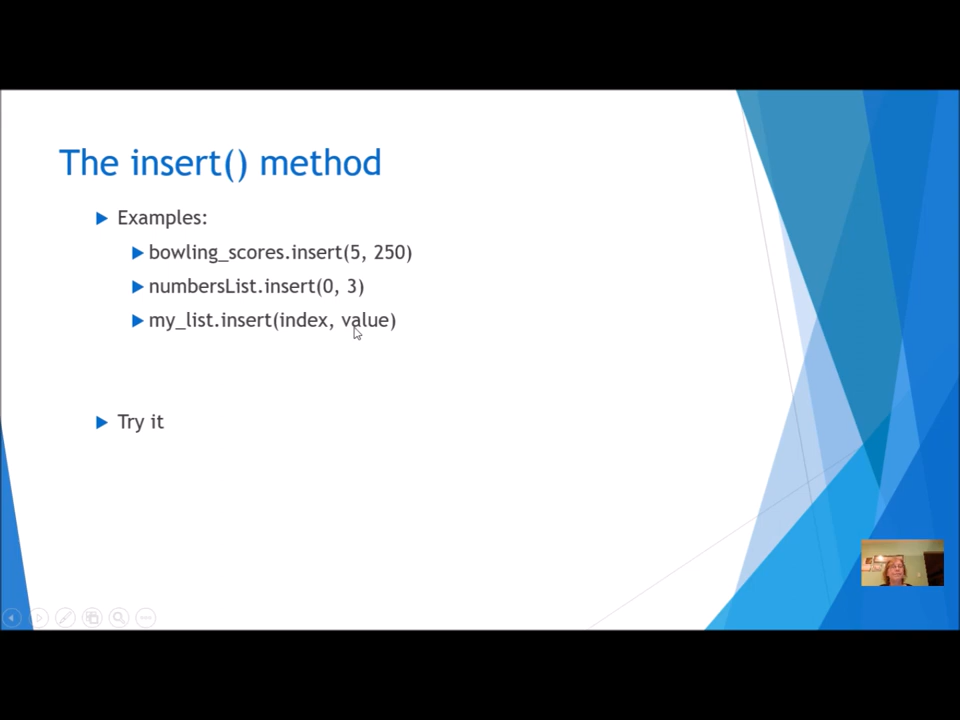 The insert() method
Examples:
bowling_scores.insert(5, 250)
numbersList.insert(0, 3)
my_list.insert(index, value)
Try it